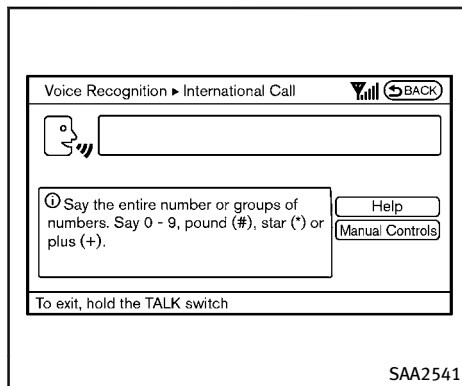 Voice Recognition ▸ International Call
BACK
ⓘ Say the entire number or groups of
numbers. Say 0 - 9, pound (#), star (*) or
plus (+).
Help
Manual Controls
To exit, hold the TALK switch
SAA2541